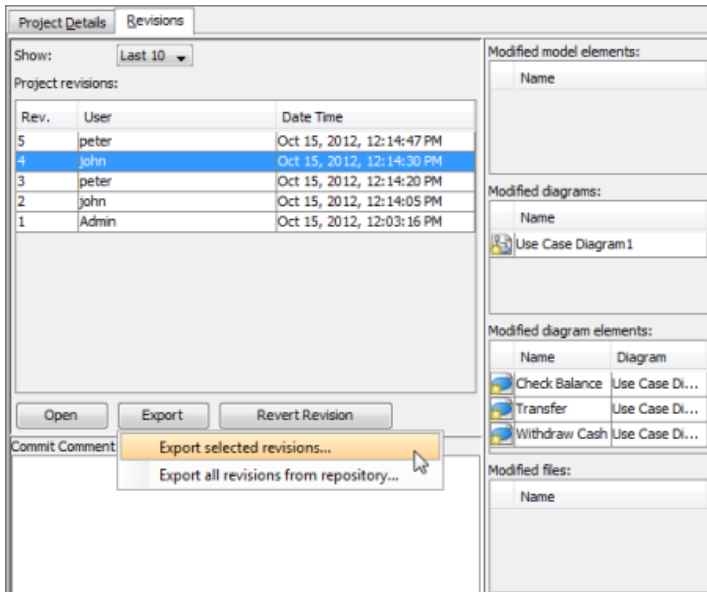 Project Details Revisions
Show: Last 10
Project revisions:
Rev. User Date Time
5 peter Oct 15, 2012, 12:14:47 PM
4 john Oct 15, 2012, 12:14:30 PM
3 peter Oct 15, 2012, 12:14:20 PM
2 john Oct 15, 2012, 12:14:05 PM
1 Admin Oct 15, 2012, 12:03:16 PM
Open Export Revert Revision
Commit Comment
Export selected revisions...
Export all revisions from repository...
Modified model elements:
Name
Modified diagrams:
Name
Use Case Diagram1
Modified diagram elements:
Name Diagram
Check Balance Use Case Di...
Transfer Use Case Di...
Withdraw Cash Use Case Di...
Modified files:
Name